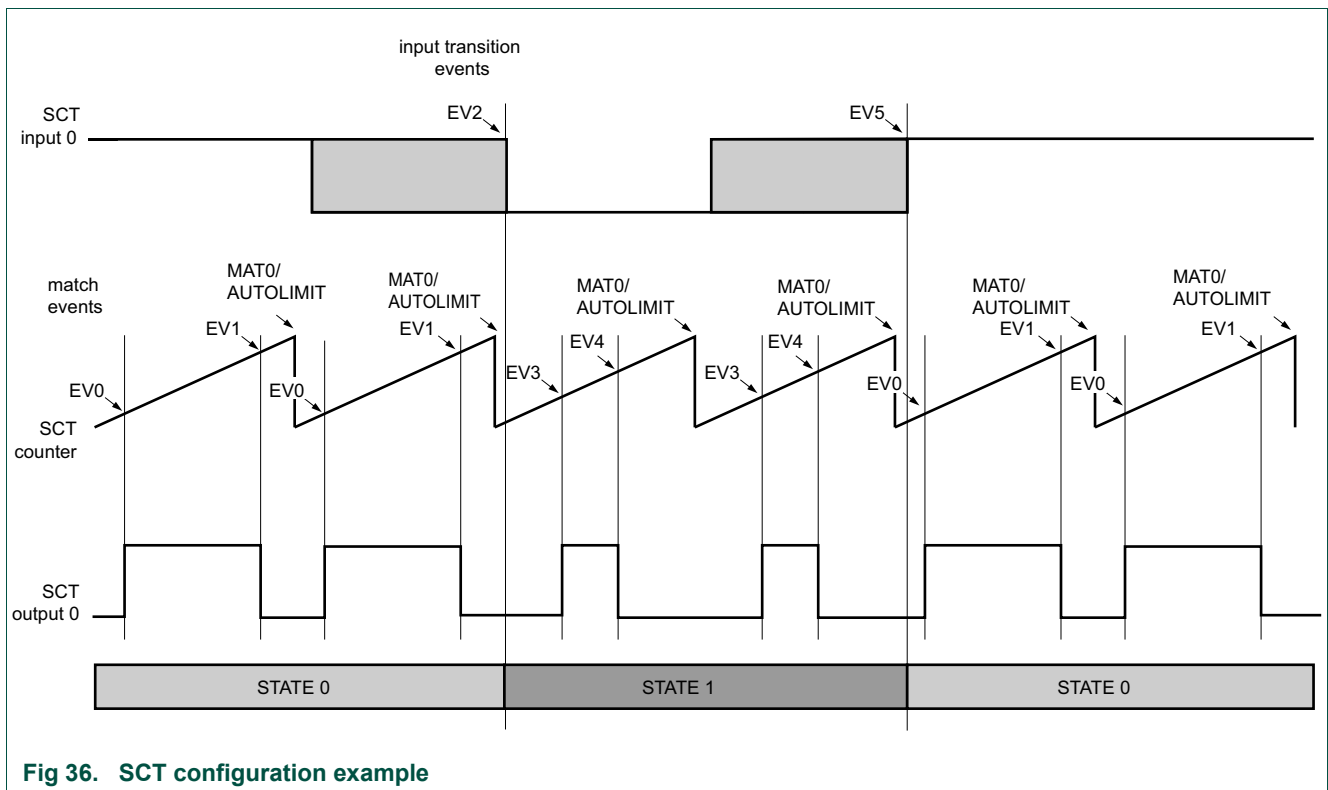 input transition
events
SCT
input 0
EV2
EV5
match
events
MAT0/
AUTOLIMIT
MAT0/
AUTOLIMIT
MAT0/
AUTOLIMIT
MAT0/
AUTOLIMIT
MAT0/
AUTOLIMIT
MAT0/
AUTOLIMIT
EV0
EV1
EV0
EV1
EV3
EV4
EV3
EV4
EV0
EV1
EV0
EV1
SCT
counter
SCT
output 0
STATE 0
STATE 1
STATE 0
Fig 36. SCT configuration example